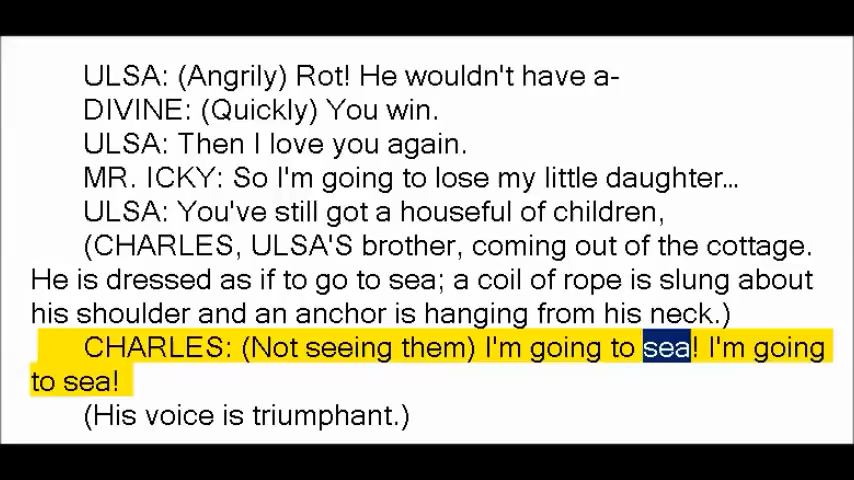 ULSA: (Angrily) Rot! He wouldn't have a-
DIVINE: (Quickly) You win.
ULSA: Then I love you again.
MR. ICKY: So I'm going to lose my little daughter...
ULSA: You've still got a houseful of children,
(CHARLES, ULSA'S brother, coming out of the cottage.
He is dressed as if to go to sea; a coil of rope is slung about
his shoulder and an anchor is hanging from his neck.)
CHARLES: (Not seeing them) I'm going to sea! I'm going
to sea!
(His voice is triumphant.)